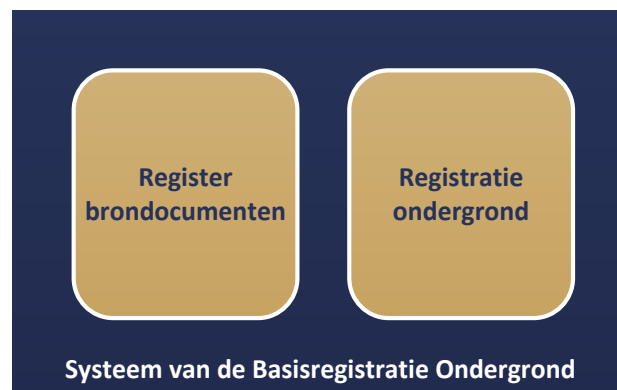 Register
brondocumenten
Registratie
ondergrond
Systeem van de Basisregistratie Ondergrond